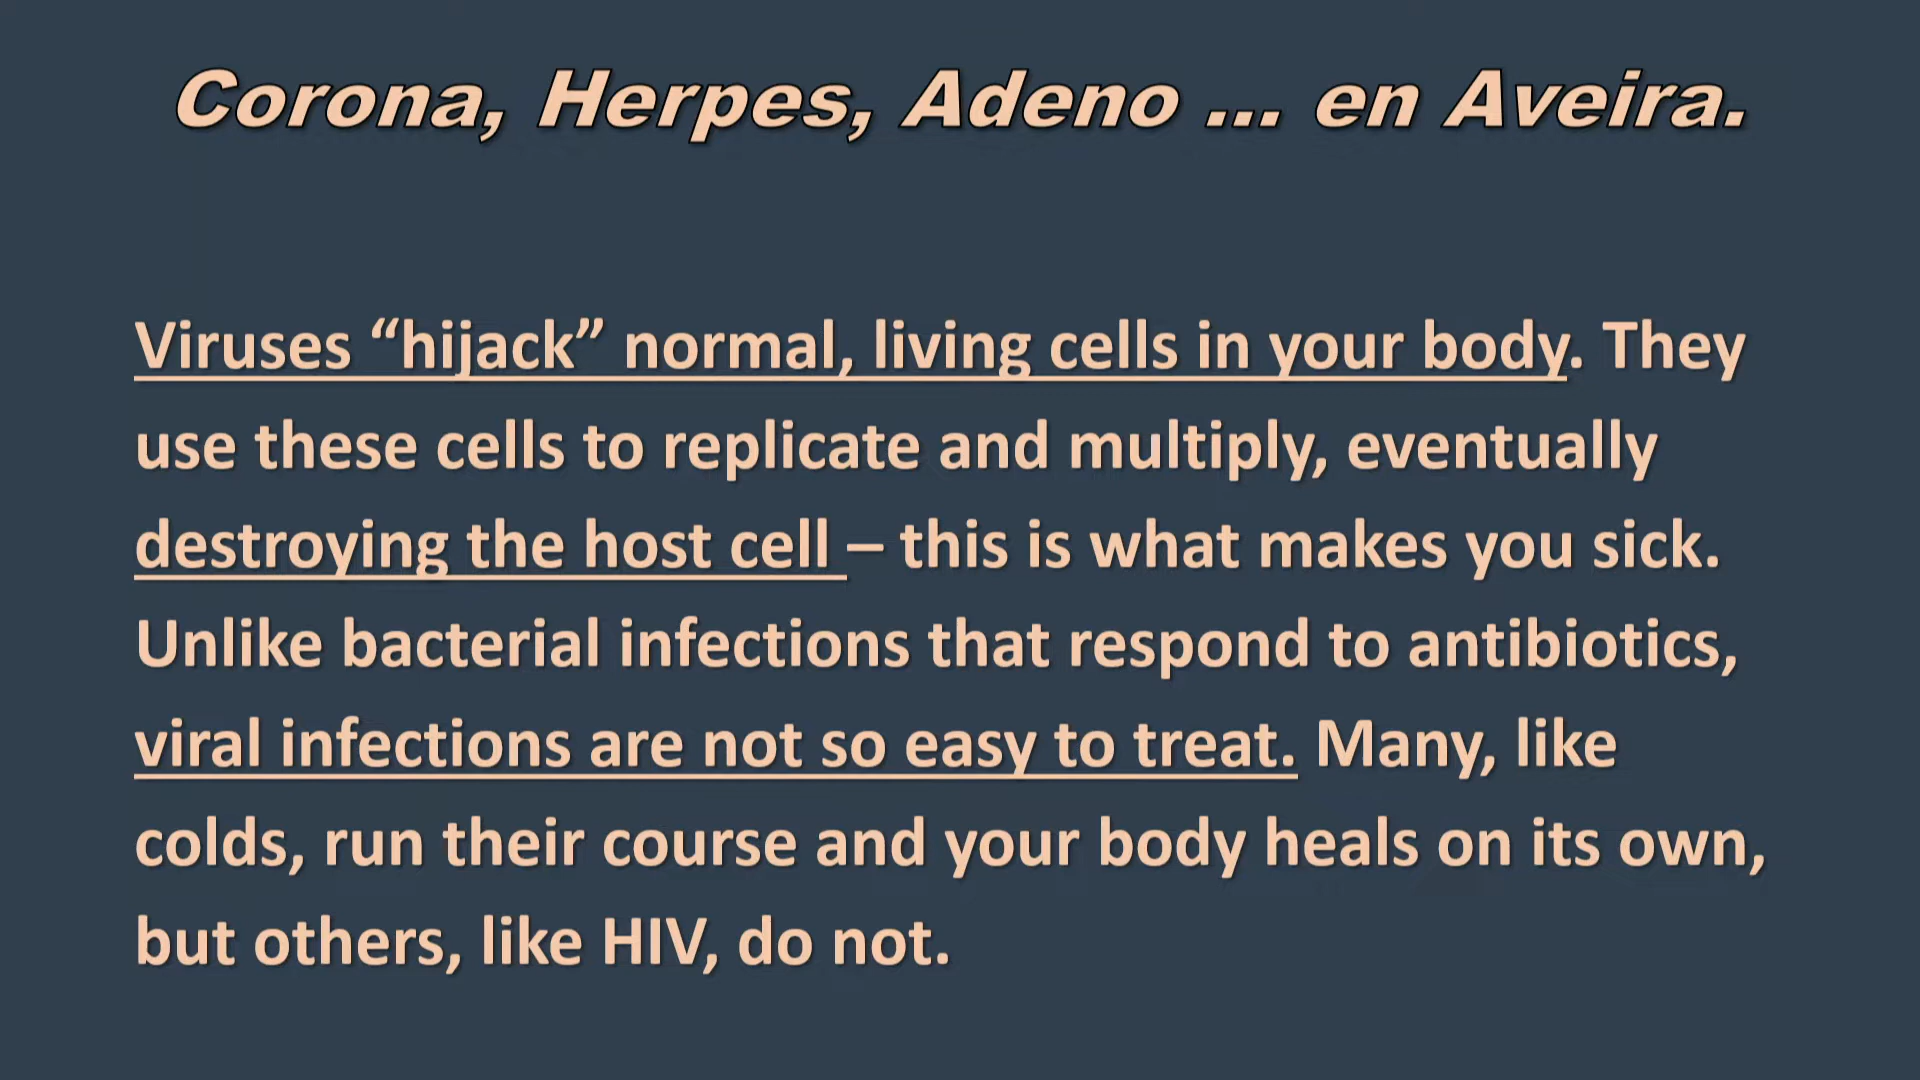 Corona, Herpes, Adeno ... en Aveira.
Viruses “hijack” normal, living cells in your body. They
use these cells to replicate and multiply, eventually
destroying the host cell – this is what makes you sick.
Unlike bacterial infections that respond to antibiotics,
viral infections are not so easy to treat. Many, like
colds, run their course and your body heals on its own,
but others, like HIV, do not.